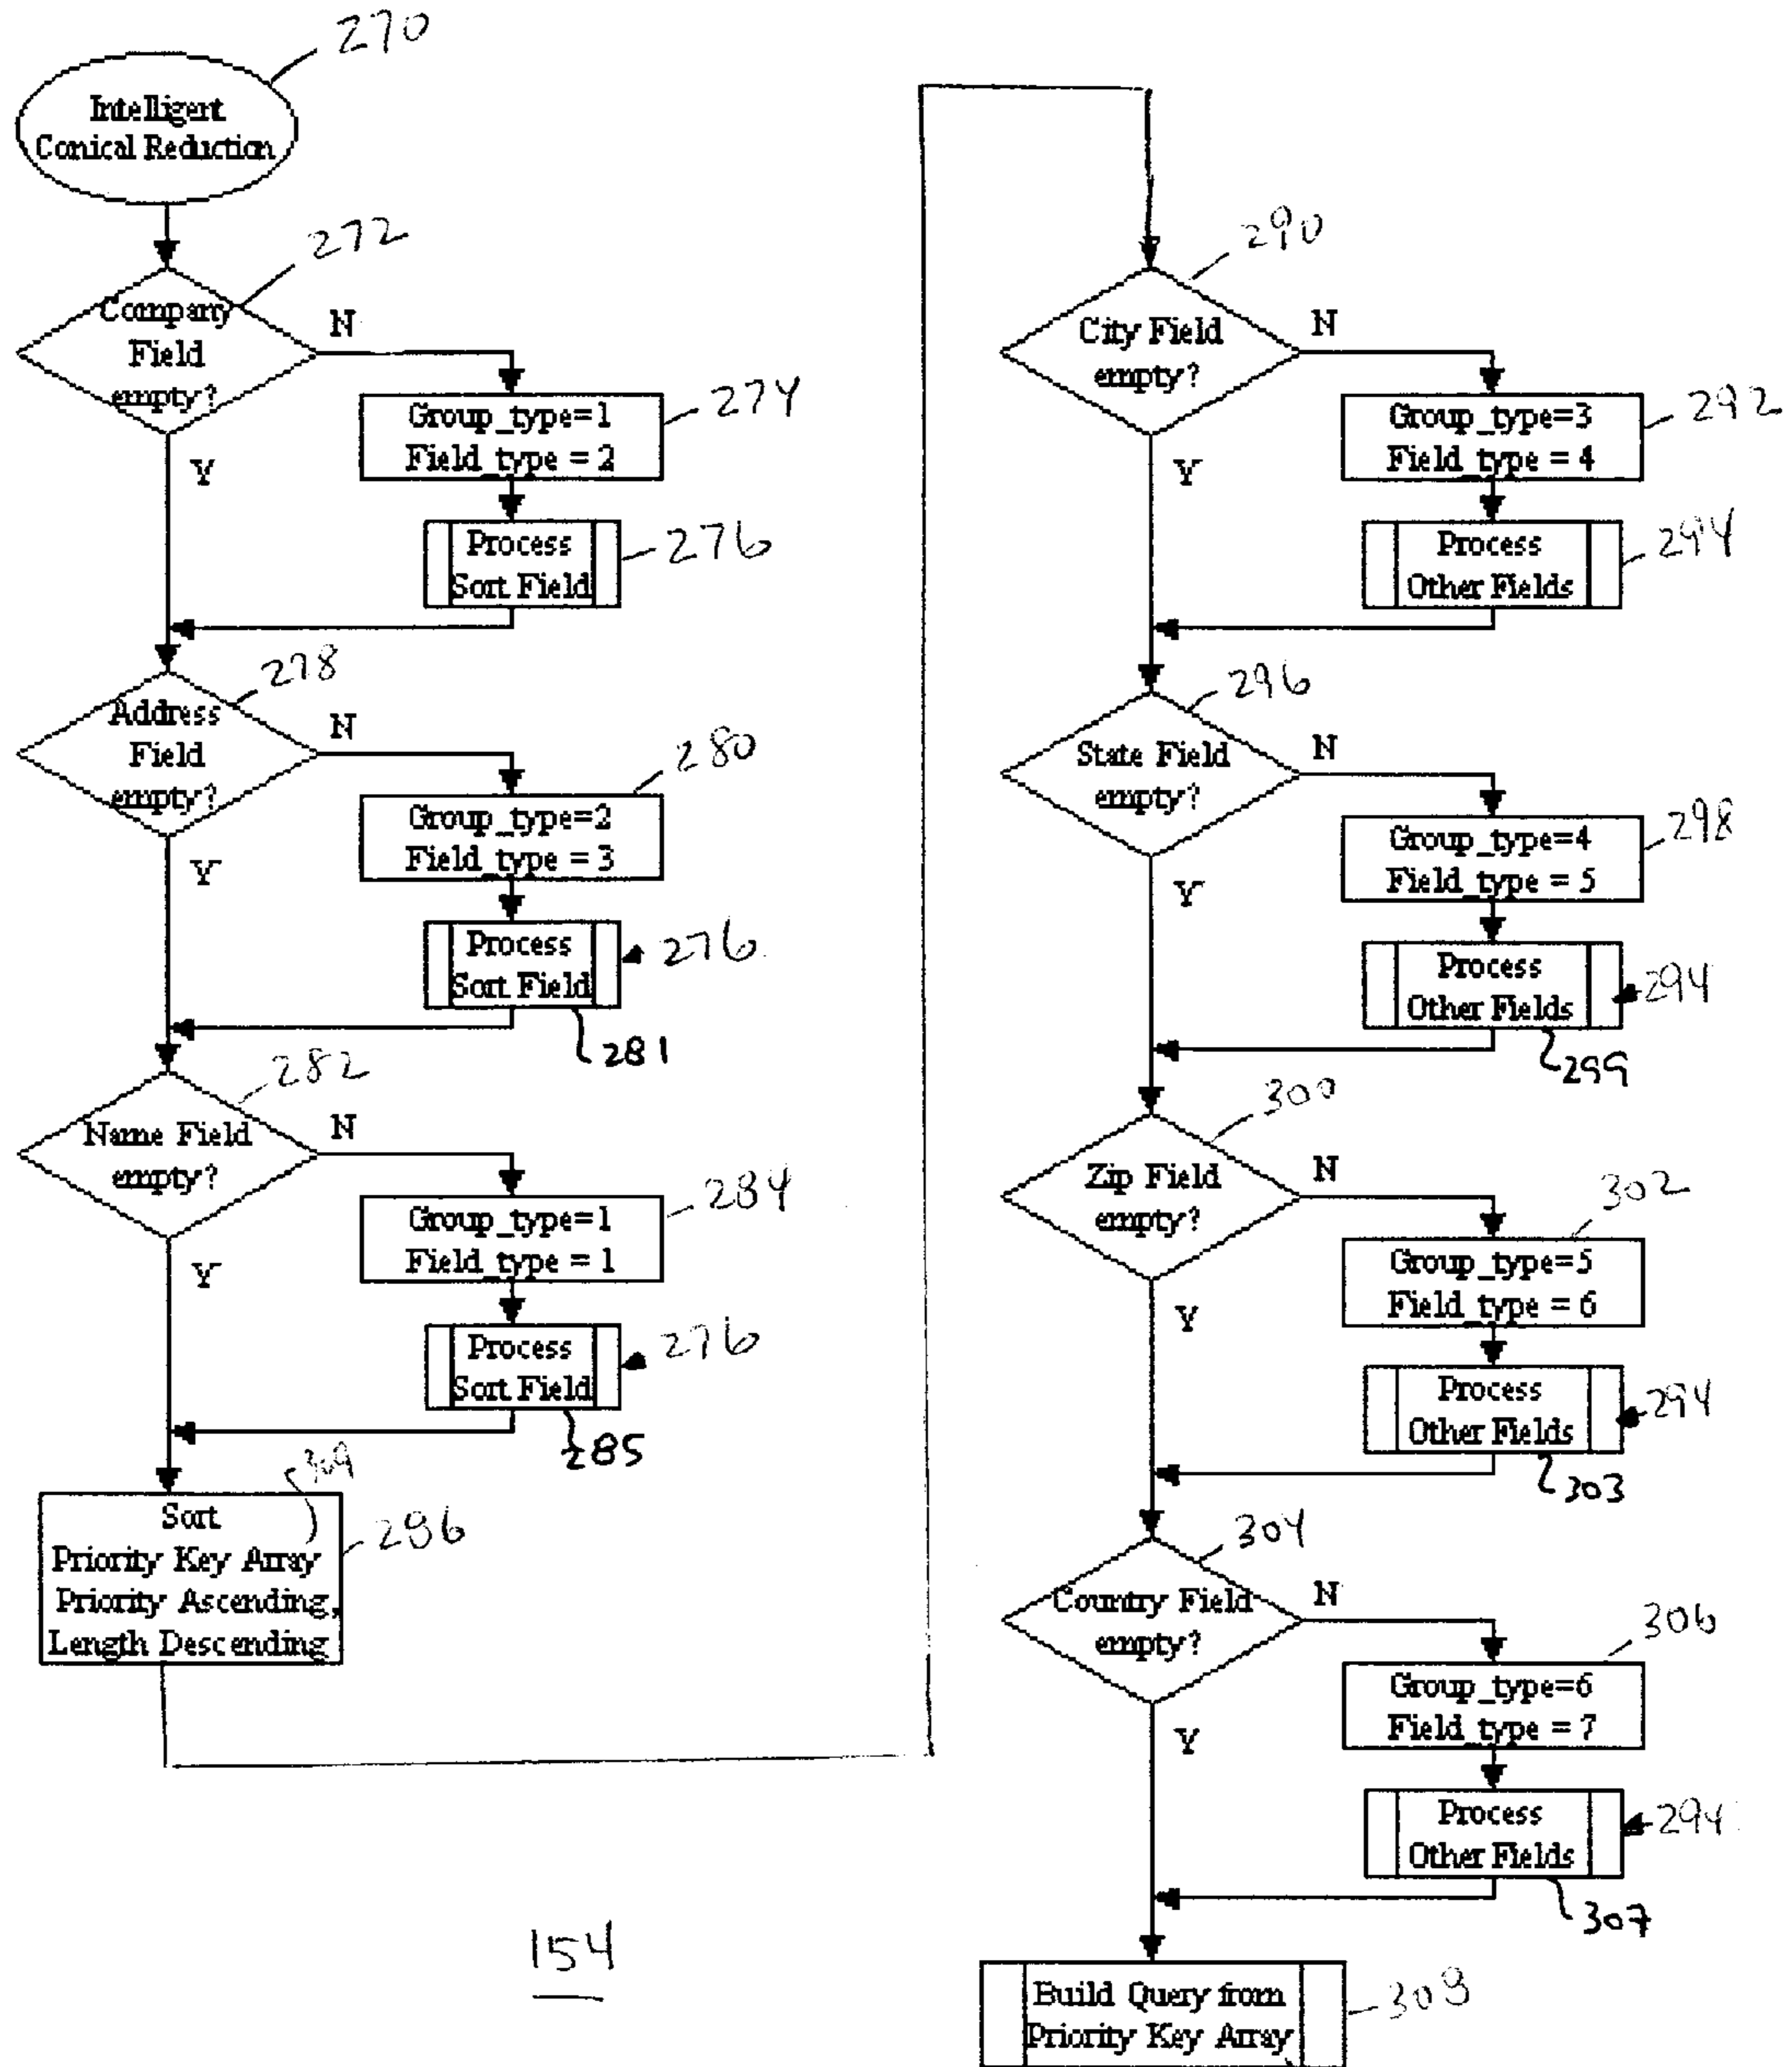 270
Intelligent
Conical Reduction
272
Company
Field
empty?
N
Y
Group_type=1
Field_type = 2
274
Process
Sort Field
276
278
Address
Field
empty?
N
Y
Group_type=2
Field_type = 3
280
Process
Sort Field
276
281
282
Name Field
empty?
N
Y
Group_type=1
Field_type = 1
284
Process
Sort Field
276
285
309
Sort
Priority Key Array
Priority Ascending,
Length Descending
286
290
City Field
empty?
N
Y
Group_type=3
Field_type = 4
292
Process
Other Fields
294
296
State Field
empty?
N
Y
Group_type=4
Field_type = 5
298
Process
Other Fields
294
299
300
Zip Field
empty?
N
Y
302
Group_type=5
Field_type = 6
Process
Other Fields
294
303
304
Country Field
empty?
N
Y
306
Group_type=6
Field_type = 7
Process
Other Fields
294
307
Build Query from
Priority Key Array
308
154